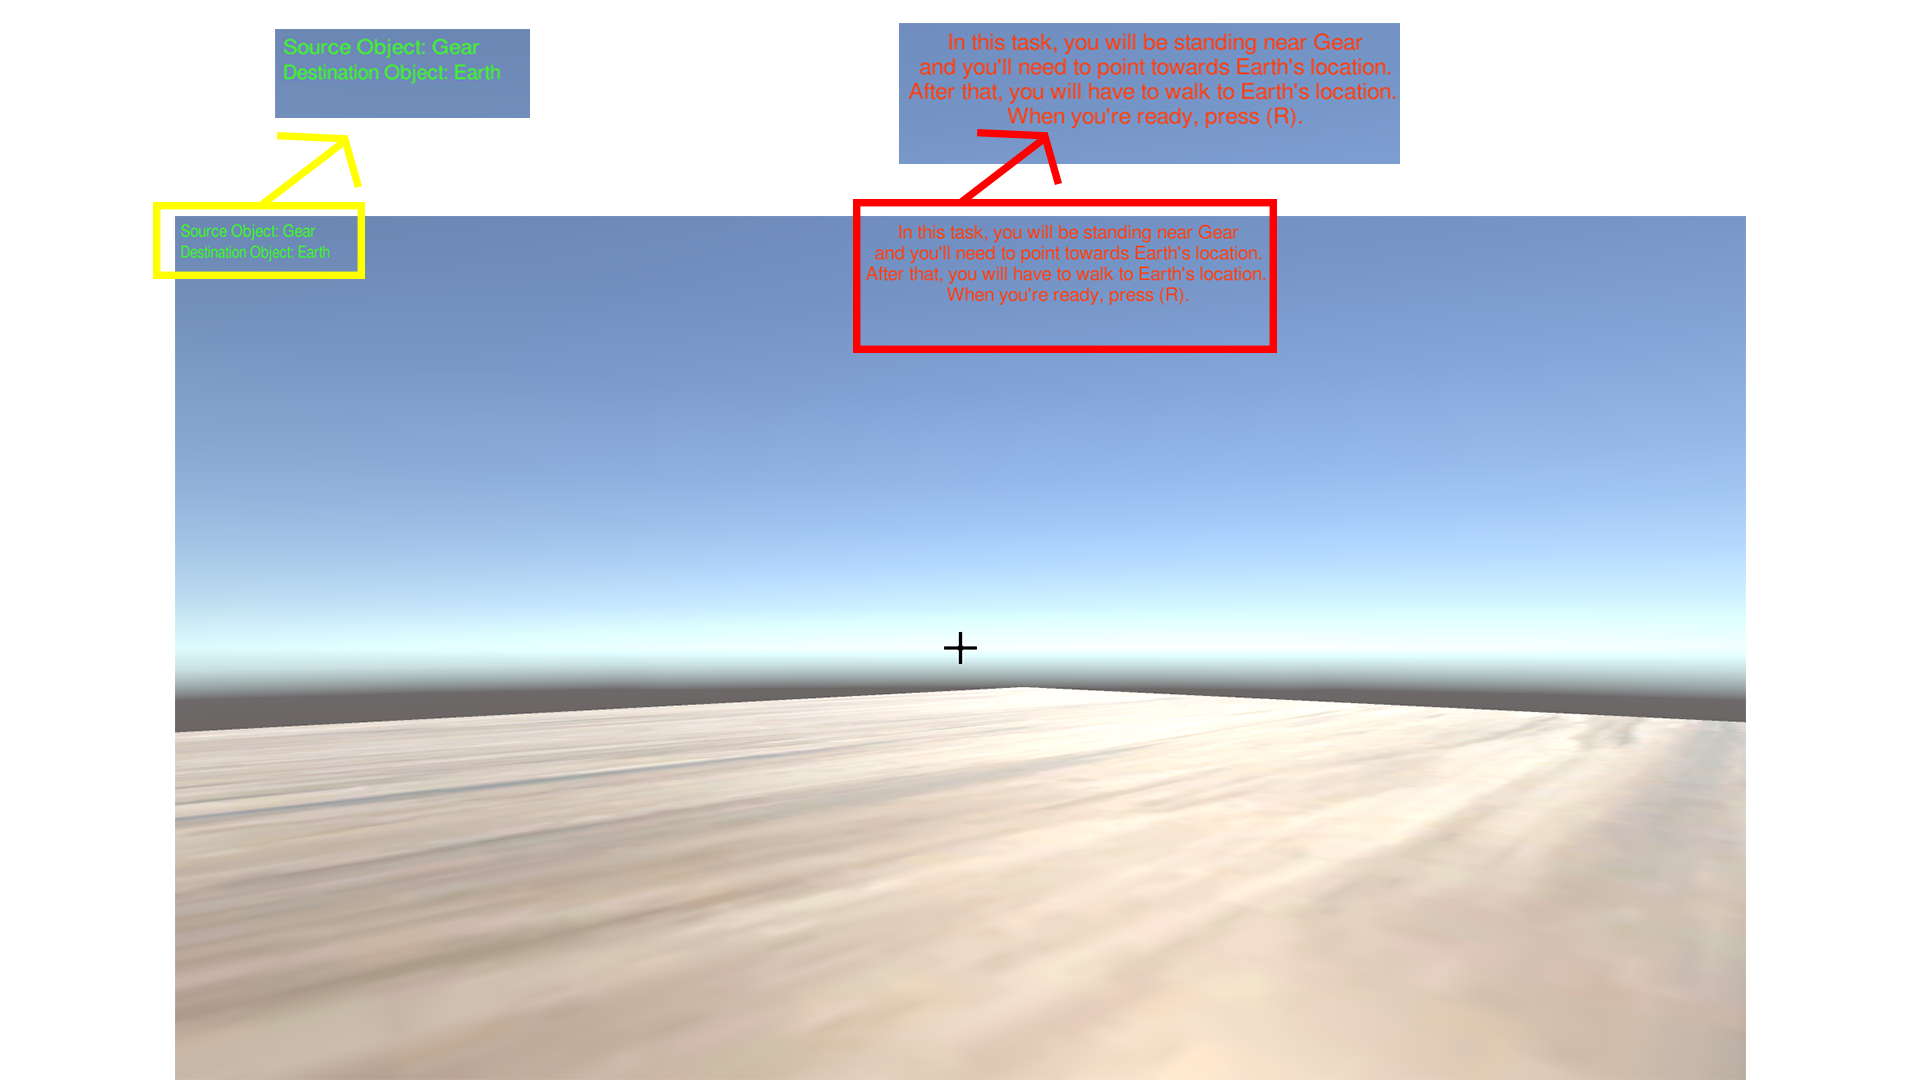 Source Object: Gear
Destination Object: Earth
In this task, you will be standing near Gear
and you'll need to point towards Earth's location.
After that, you will have to walk to Earth's location.
When you're ready, press (R).
Source Object: Gear
Destination Object: Earth
In this task, you will be standing near Gear
and you'll need to point towards Earth's location.
After that, you will have to walk to Earth's location.
When you're ready, press (R).